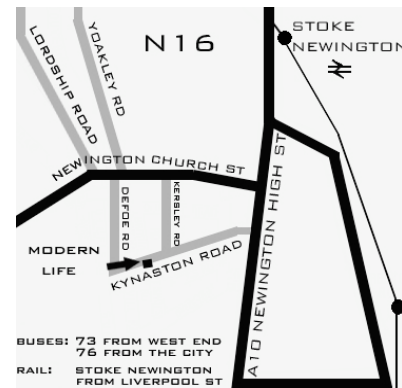 N16
STOKE
NEWINGTON
LORDSHIP ROAD
YOAKLEY RD
NEWINGTON CHURCH ST
DEFOE RD
KERSLEY RD
KYNASTON ROAD
A10 NEWINGTON HIGH ST
MODERN
LIFE
BUSES: 73 FROM WEST END
76 FROM THE CITY
RAIL: STOKE NEWINGTON
FROM LIVERPOOL ST